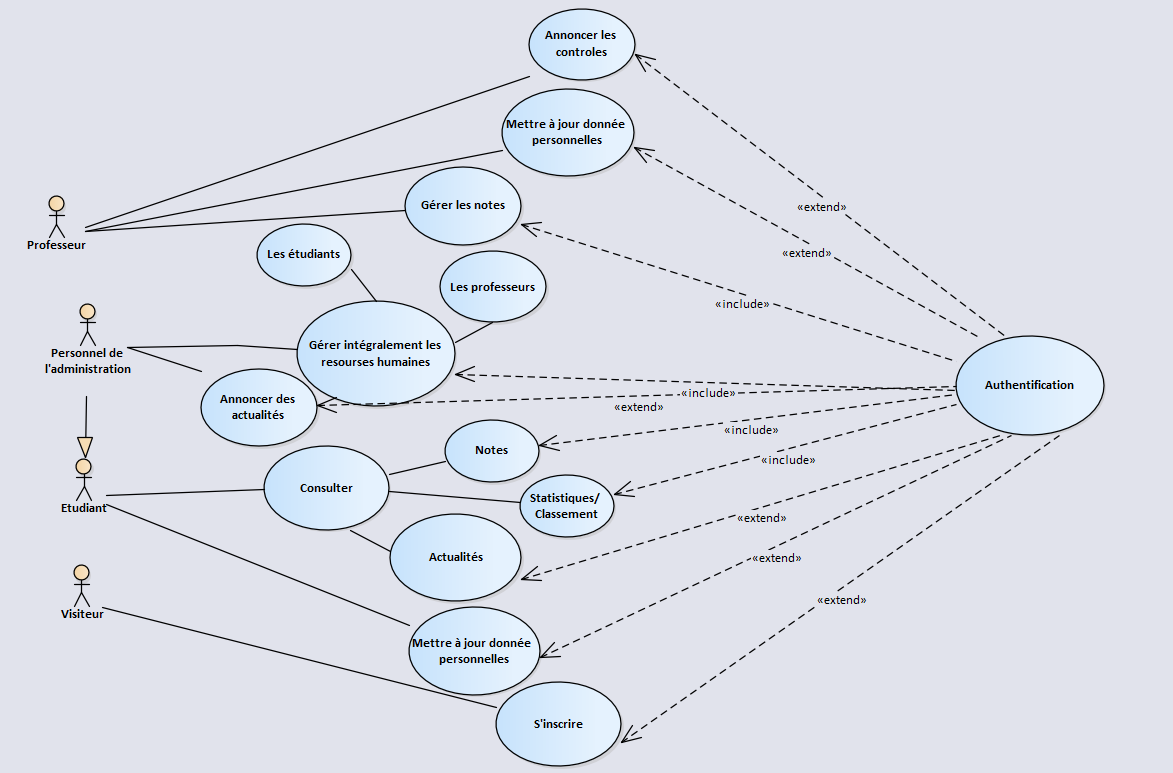 Annoncer les
controles
Mettre à jour donnée
personnelles
Gérer les notes
«extend»
Professeur
Les étudiants
«extend»
Les professeurs
«include»
Personnel de
l'administration
Gérer intégralement les
resourses humaines
Authentification
Annoncer des
actualités
«include»
«extend»
«include»
Notes
«include»
Consulter
Statistiques/
Classement
Etudiant
«extend»
Actualités
«extend»
«extend»
Visiteur
Mettre à jour donnée
personnelles
S'inscrire